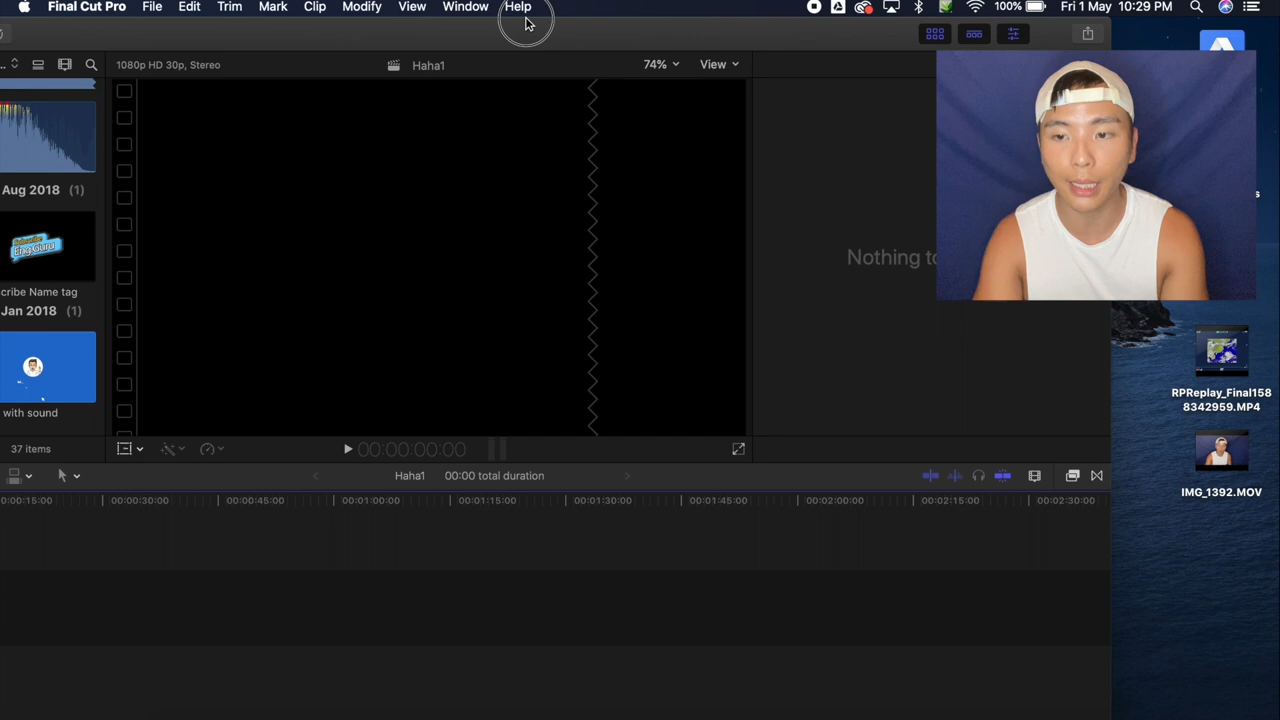 Final Cut Pro File Edit Trim Mark Clip Modify View Window Help 100% Fri 1 May 10:29 PM
1080p HD 30p, Stereo Haha1 74% View
Aug 2018 (1)
Subscribe
Eng Guru
cribe Name tag
Jan 2018 (1)
with sound
Nothing to
RPReplay_Final158
8342959.MP4
IMG_1392.MOV
37 items 00:00:00:00
Haha1 00:00 total duration
0:00:15:00 00:00:30:00 00:00:45:00 00:01:00:00 00:01:15:00 00:01:30:00 00:01:45:00 00:02:00:00 00:02:15:00 00:02:30:00